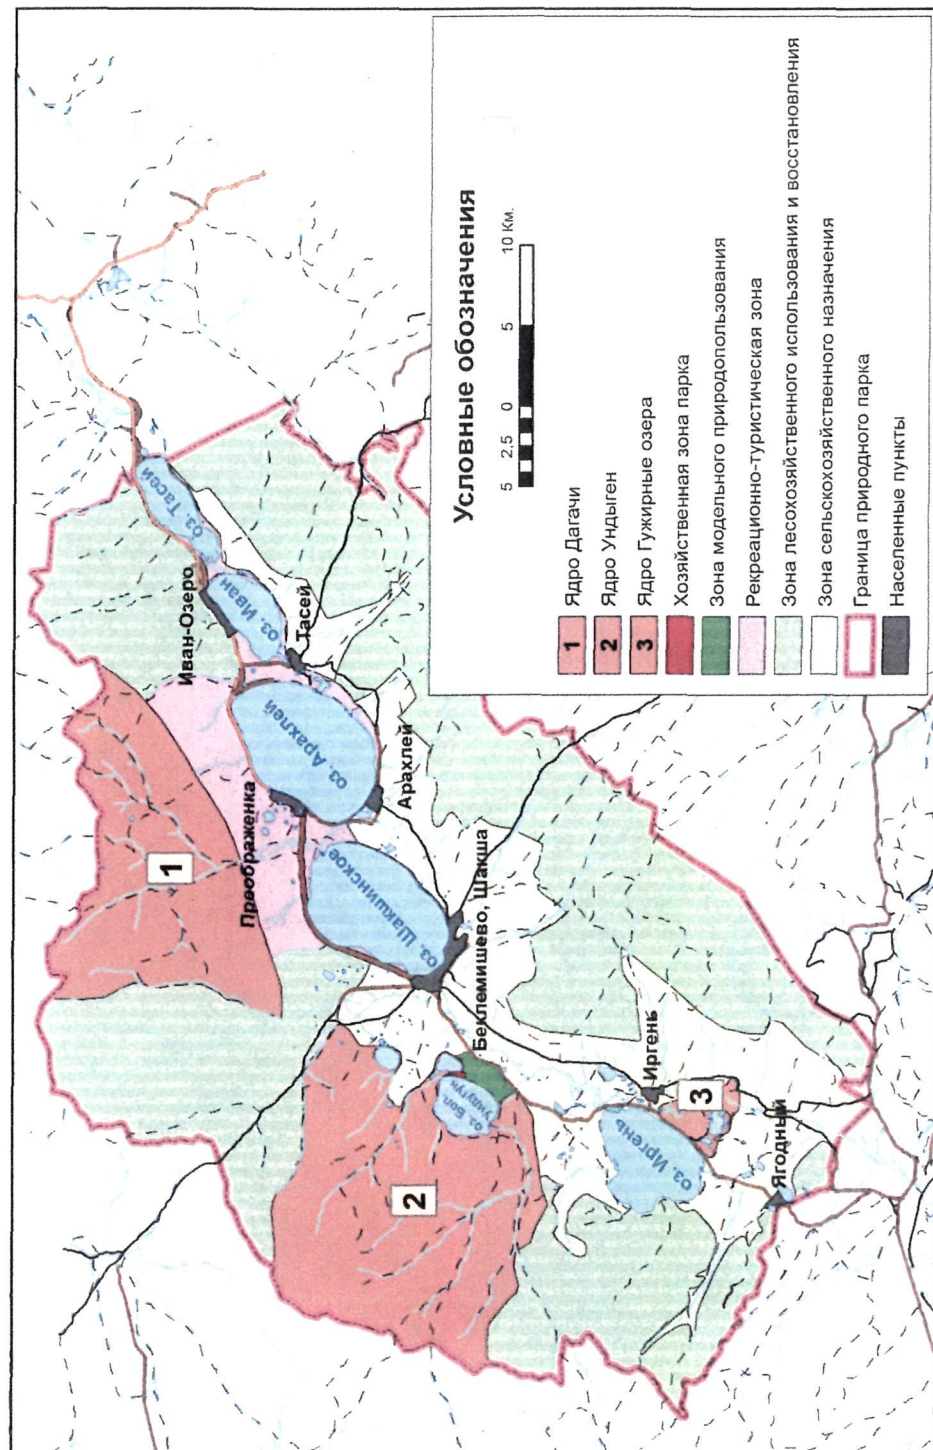 Условные обозначения
5 2,5 0 5 10 Км.
1 Ядро Дагачи
2 Ядро Ундыген
3 Ядро Гужирные озера
Хозяйственная зона парка
Зона модельного природопользования
Рекреационно-туристическая зона
Зона лесохозяйственного использования и восстановления
Зона сельскохозяйственного назначения
Граница природного парка
Населенные пункты
1
2
3
оз. Тасей
Иван-Озеро
оз. Иван
Тасей
оз Арахлей
Преображенка
Арахлей
оз. Шакшинское
Беклемишево, Шакша
оз. Бол.
Ундугун
Иргень
оз. Иргень
Ягодный